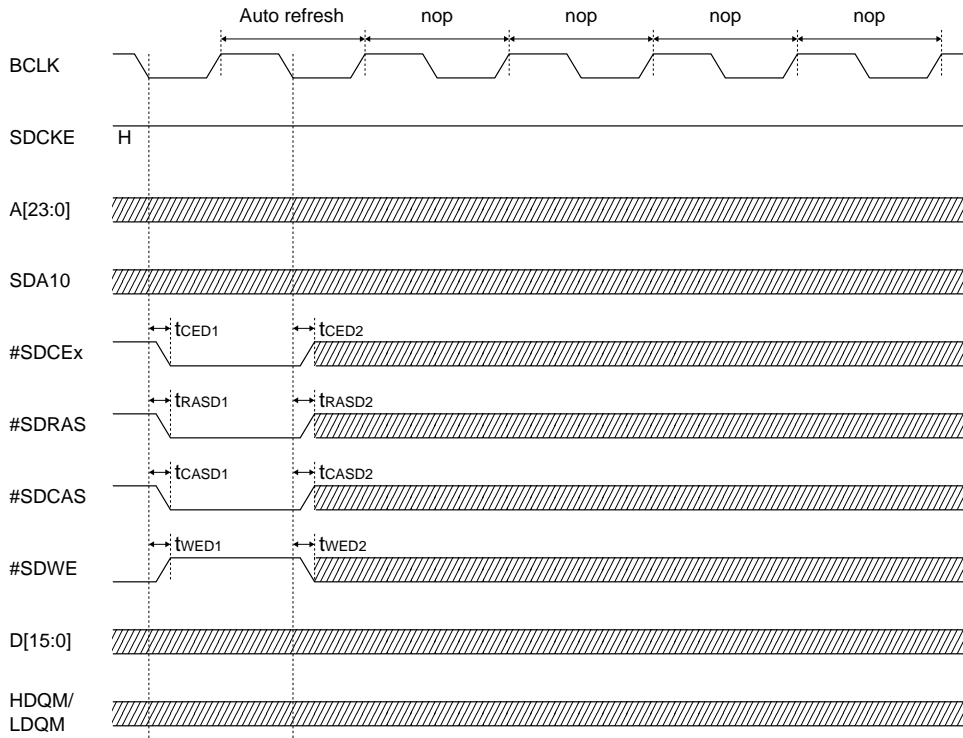 Auto refresh nop nop nop nop
BCLK
SDCKE H
A[23:0]
SDA10
tCED1 tCED2
#SDCEx
tRASD1 tRASD2
#SDRAS
tCASD1 tCASD2
#SDCAS
tWED1 tWED2
#SDWE
D[15:0]
HDQM/
LDQM